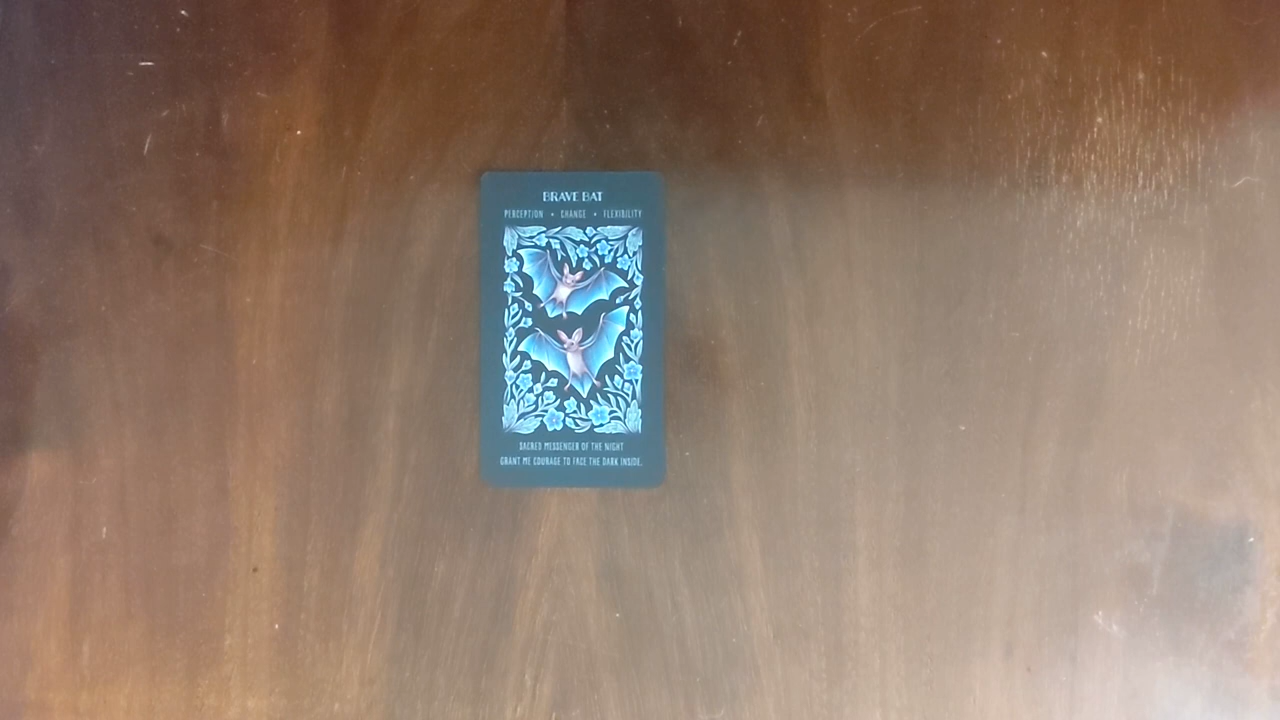 BRAVE BAT
PERCEPTION • CHANGE • FLEXIBILITY
SACRED MESSENGER OF THE NIGHT
GRANT ME COURAGE TO FACE THE DARK INSIDE.